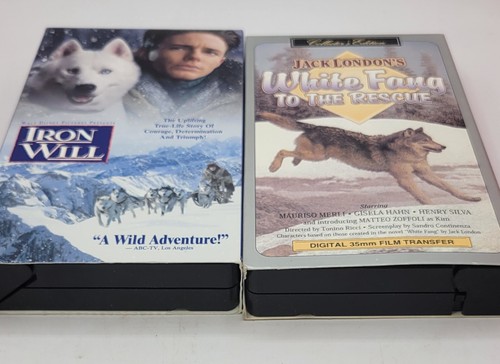 WALT DISNEY PICTURES PRESENTS
IRON
WILL
The Uplifting
True-Life Story Of
Courage, Determination
And Triumph!
"A Wild Adventure!"
— ABC-TV, Los Angeles
Collector's Edition
JACK LONDON'S
White Fang
TO THE RESCUE
Starring
MAURISO MERLI • GISELA HAHN • HENRY SILVA
and introducing MATTEO ZOFFOLI as Kim
Directed by Tonino Ricci • Screenplay by Sandro Continenza
Characters based on those created in the novel "White Fang" by Jack London
DIGITAL 35mm FILM TRANSFER